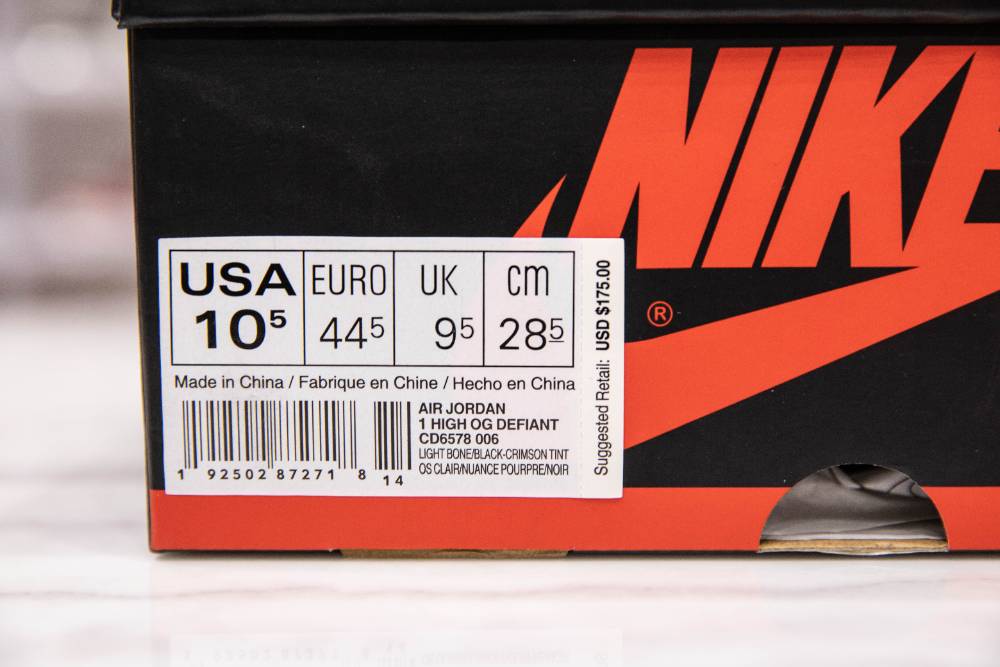 NIKE
®
USA EURO UK cm
10⁵ 44⁵ 9⁵ 28⁵
Made in China / Fabrique en Chine / Hecho en China
AIR JORDAN
1 HIGH OG DEFIANT
CD6578 006
LIGHT BONE/BLACK-CRIMSON TINT
OS CLAIR/NUANCE POURPRE/NOIR
1 92502 87271 8 14
Suggested Retail: USD $175.00